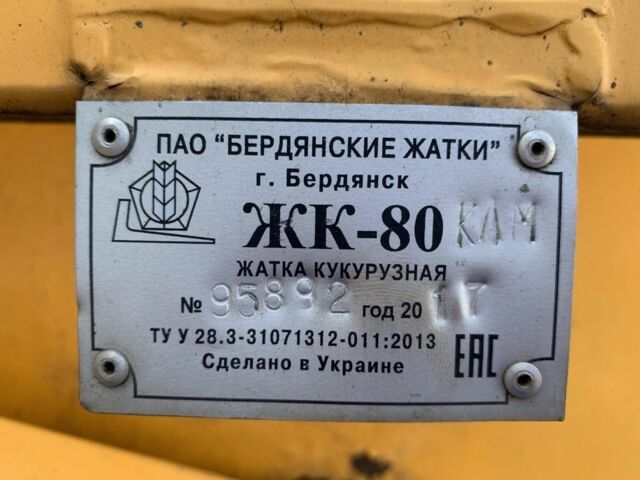 ПАО "БЕРДЯНСКИЕ ЖАТКИ"
г. Бердянск
ЖК-80 КЛМ
ЖАТКА КУКУРУЗНАЯ
№ 95892 год 2017
ТУ У 28.3-31071312-011:2013
Сделано в Украине
ЕАС